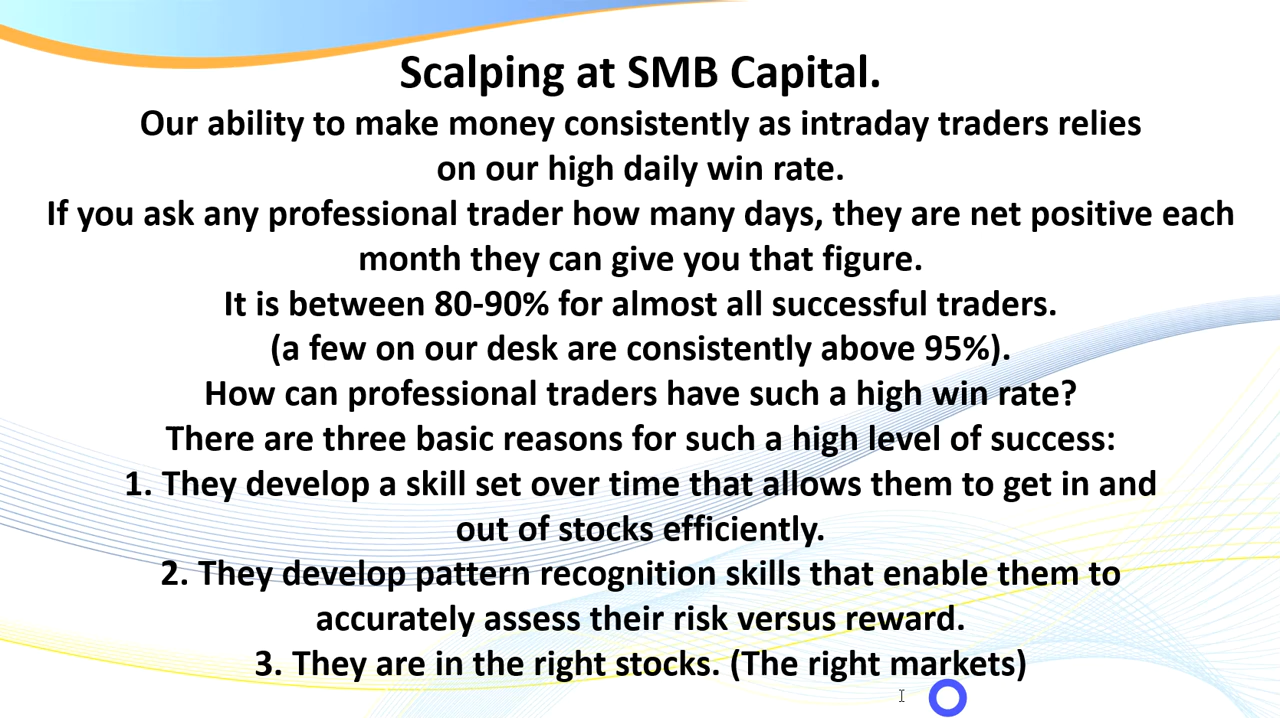 Scalping at SMB Capital.
Our ability to make money consistently as intraday traders relies
on our high daily win rate.
If you ask any professional trader how many days, they are net positive each
month they can give you that figure.
It is between 80-90% for almost all successful traders.
(a few on our desk are consistently above 95%).
How can professional traders have such a high win rate?
There are three basic reasons for such a high level of success:
1. They develop a skill set over time that allows them to get in and
out of stocks efficiently.
2. They develop pattern recognition skills that enable them to
accurately assess their risk versus reward.
3. They are in the right stocks. (The right markets)